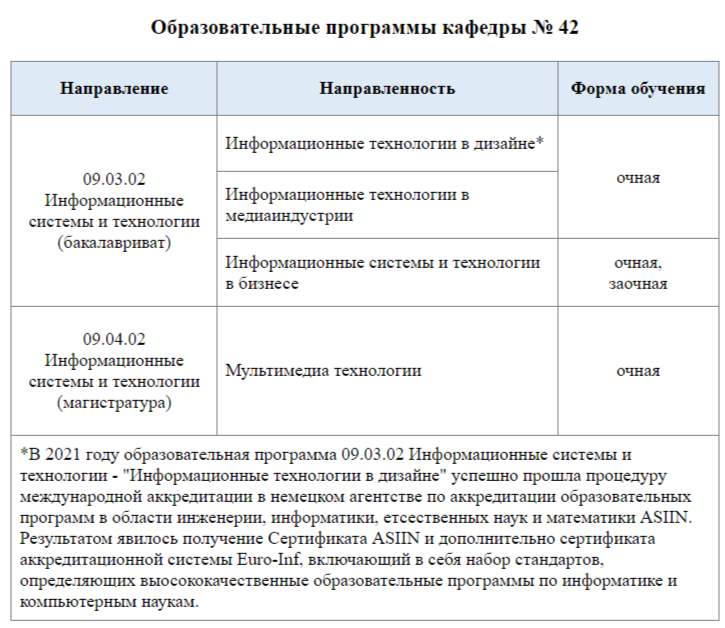 Образовательные программы кафедры № 42
Направление
Направленность
Форма обучения
09.03.02
Информационные
системы и технологии
(бакалавриват)
Информационные технологии в дизайне*
Информационные технологии в
медиаиндустрии
очная
Информационные системы и технологии
в бизнесе
очная,
заочная
09.04.02
Информационные
системы и технологии
(магистратура)
Мультимедиа технологии
очная
*В 2021 году образовательная программа 09.03.02 Информационные системы и
технологии - "Информационные технологии в дизайне" успешно прошла процедуру
международной аккредитации в немецком агентстве по аккредитации образовательных
программ в области инженерии, информатики, етсественных наук и математики ASIIN.
Результатом явилось получение Сертификата ASIIN и дополнительно сертификата
аккредитационной системы Euro-Inf, включающий в себя набор стандартов,
определяющих выосококачественные образовательные программы по информатике и
компьютерным наукам.